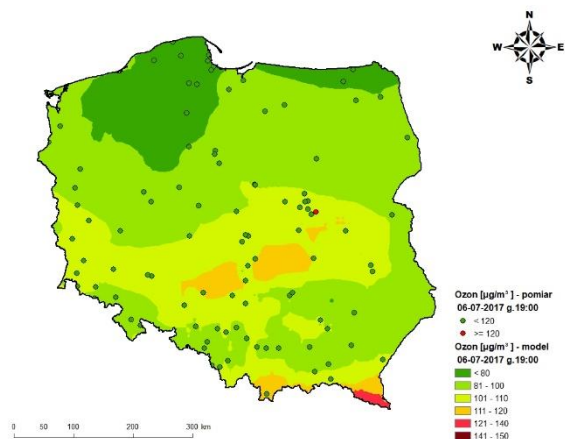 N
W E
S
Ozon [µg/m³ ] - pomiar
06-07-2017 g.19:00
< 120
>= 120
Ozon [µg/m³ ] - model
06-07-2017 g.19:00
< 80
81 - 100
101 - 110
111 - 120
121 - 140
141 - 150
0 50 100 200 300 km